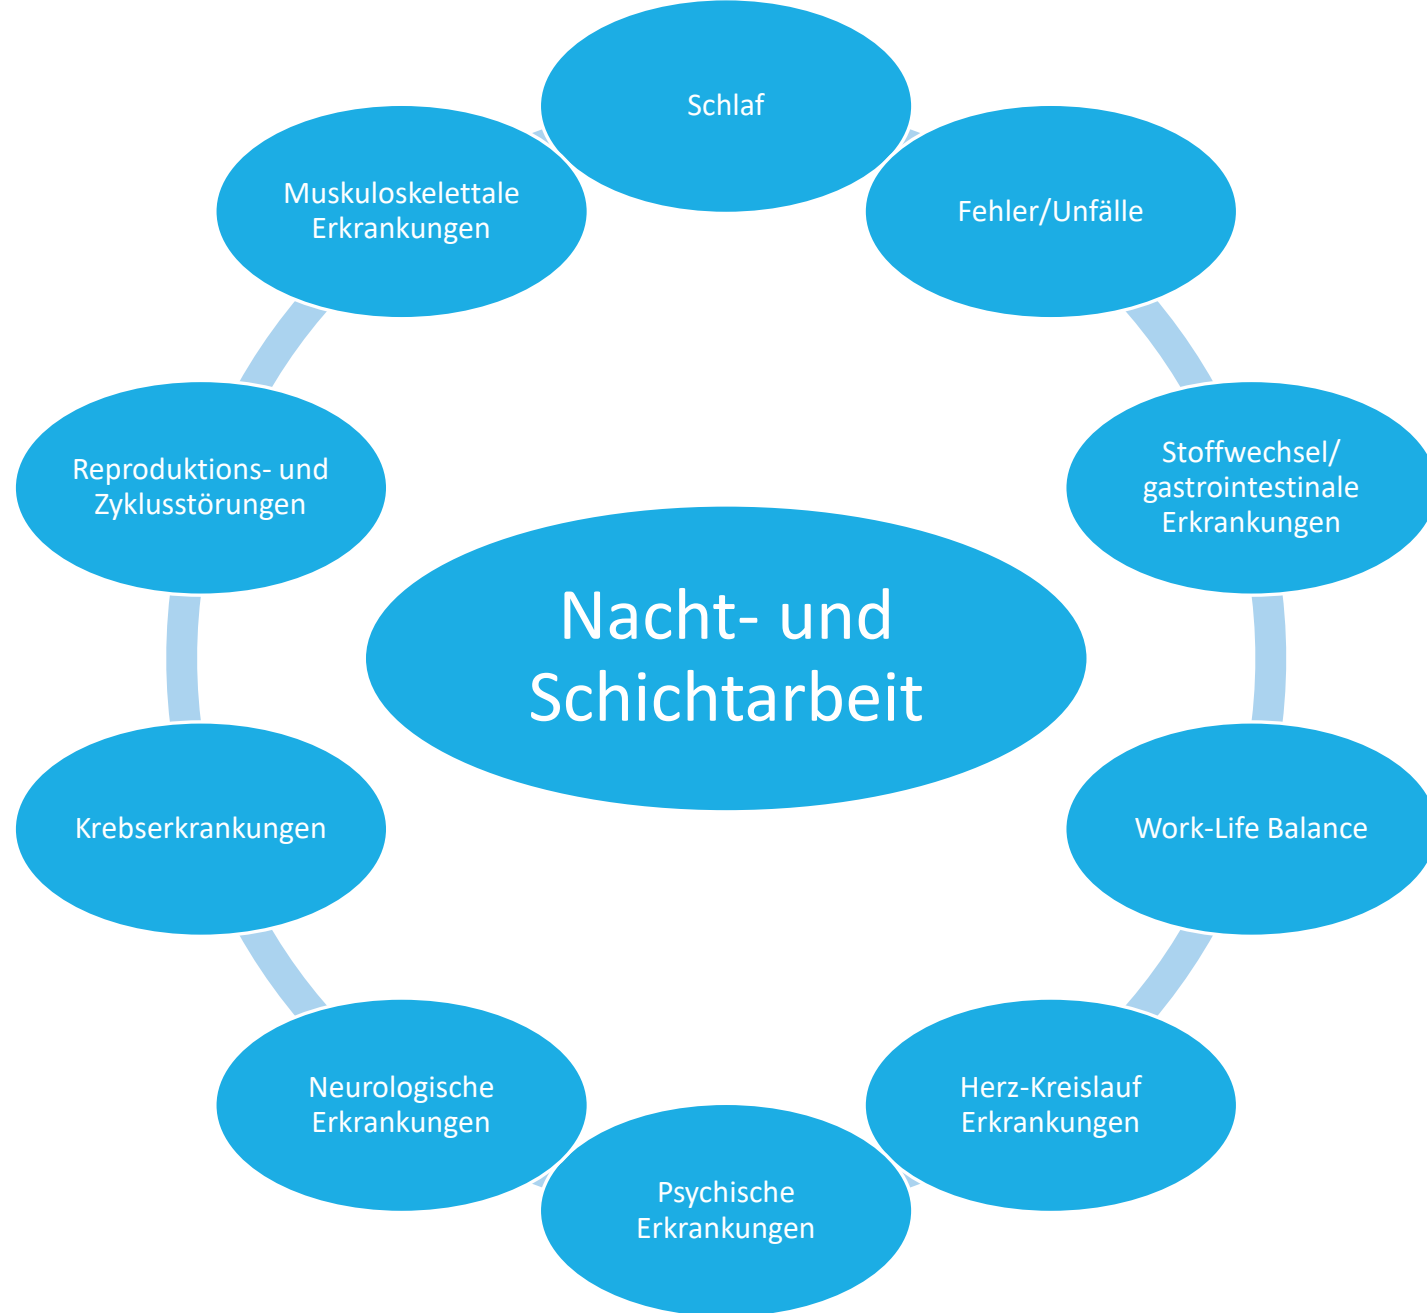 Schlaf
Fehler/Unfälle
Stoffwechsel/
gastrointestinale
Erkrankungen
Work-Life Balance
Herz-Kreislauf
Erkrankungen
Psychische
Erkrankungen
Neurologische
Erkrankungen
Krebserkrankungen
Reproduktions- und
Zyklusstörungen
Muskuloskelettale
Erkrankungen
Nacht- und
Schichtarbeit